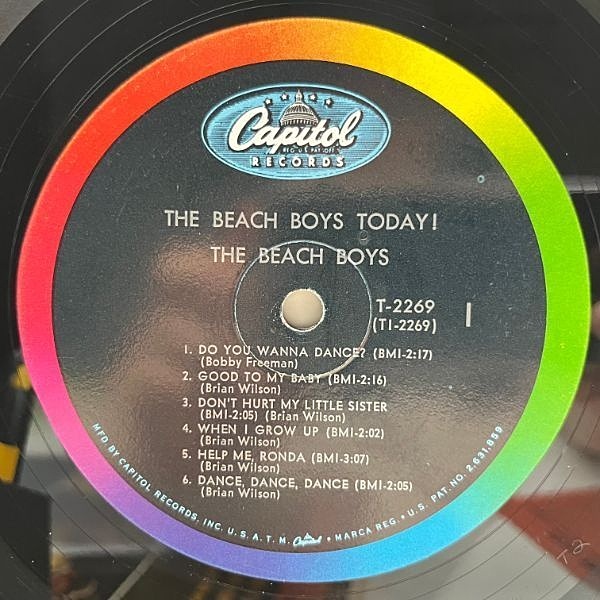 Capitol
REG. U.S. PAT. OFF.
RECORDS
THE BEACH BOYS TODAY!
THE BEACH BOYS
T-2269
(T1-2269)
1
1. DO YOU WANNA DANCE? (BMI-2:17)
(Bobby Freeman)
2. GOOD TO MY BABY (BMI-2:16)
(Brian Wilson)
3. DON'T HURT MY LITTLE SISTER
(BMI-2:05) (Brian Wilson)
4. WHEN I GROW UP (BMI-2:02)
(Brian Wilson)
5. HELP ME, RONDA (BMI-3:07)
(Brian Wilson)
6. DANCE, DANCE, DANCE (BMI-2:05)
(Brian Wilson)
MFD BY CAPITOL RECORDS, INC. U.S.A. T.M. Capitol • MARCA REG. • U.S. PAT. NO. 2,631,859